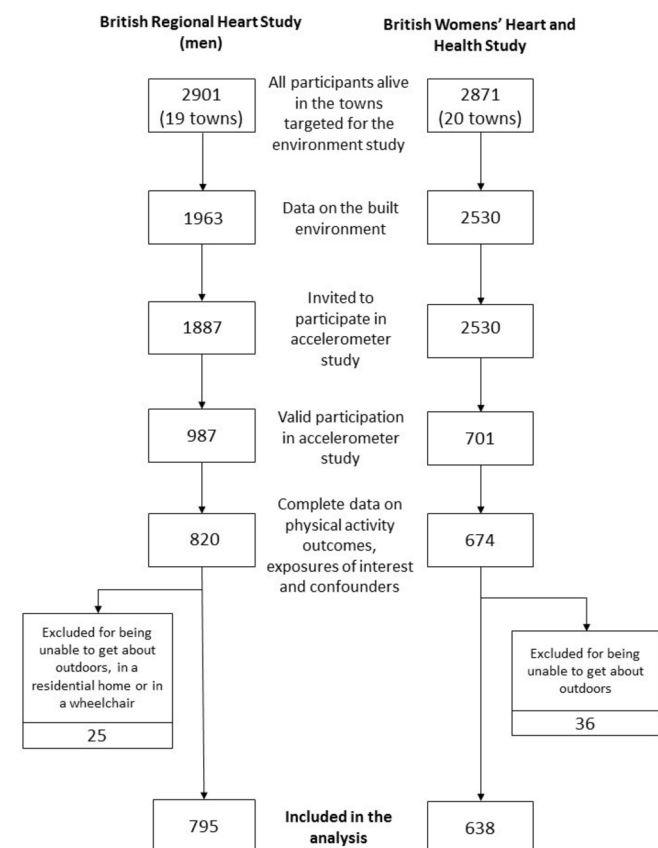 British Regional Heart Study
(men)
British Womens’ Heart and
Health Study
2901
(19 towns)
All participants alive
in the towns
targeted for the
environment study
2871
(20 towns)
1963
Data on the built
environment
2530
1887
Invited to
participate in
accelerometer
study
2530
987
Valid participation
in accelerometer
study
701
820
Complete data on
physical activity
outcomes,
exposures of interest
and confounders
674
Excluded for being
unable to get about
outdoors, in a
residential home or in
a wheelchair
25
Excluded for being
unable to get about
outdoors
36
795
Included in the
analysis
638